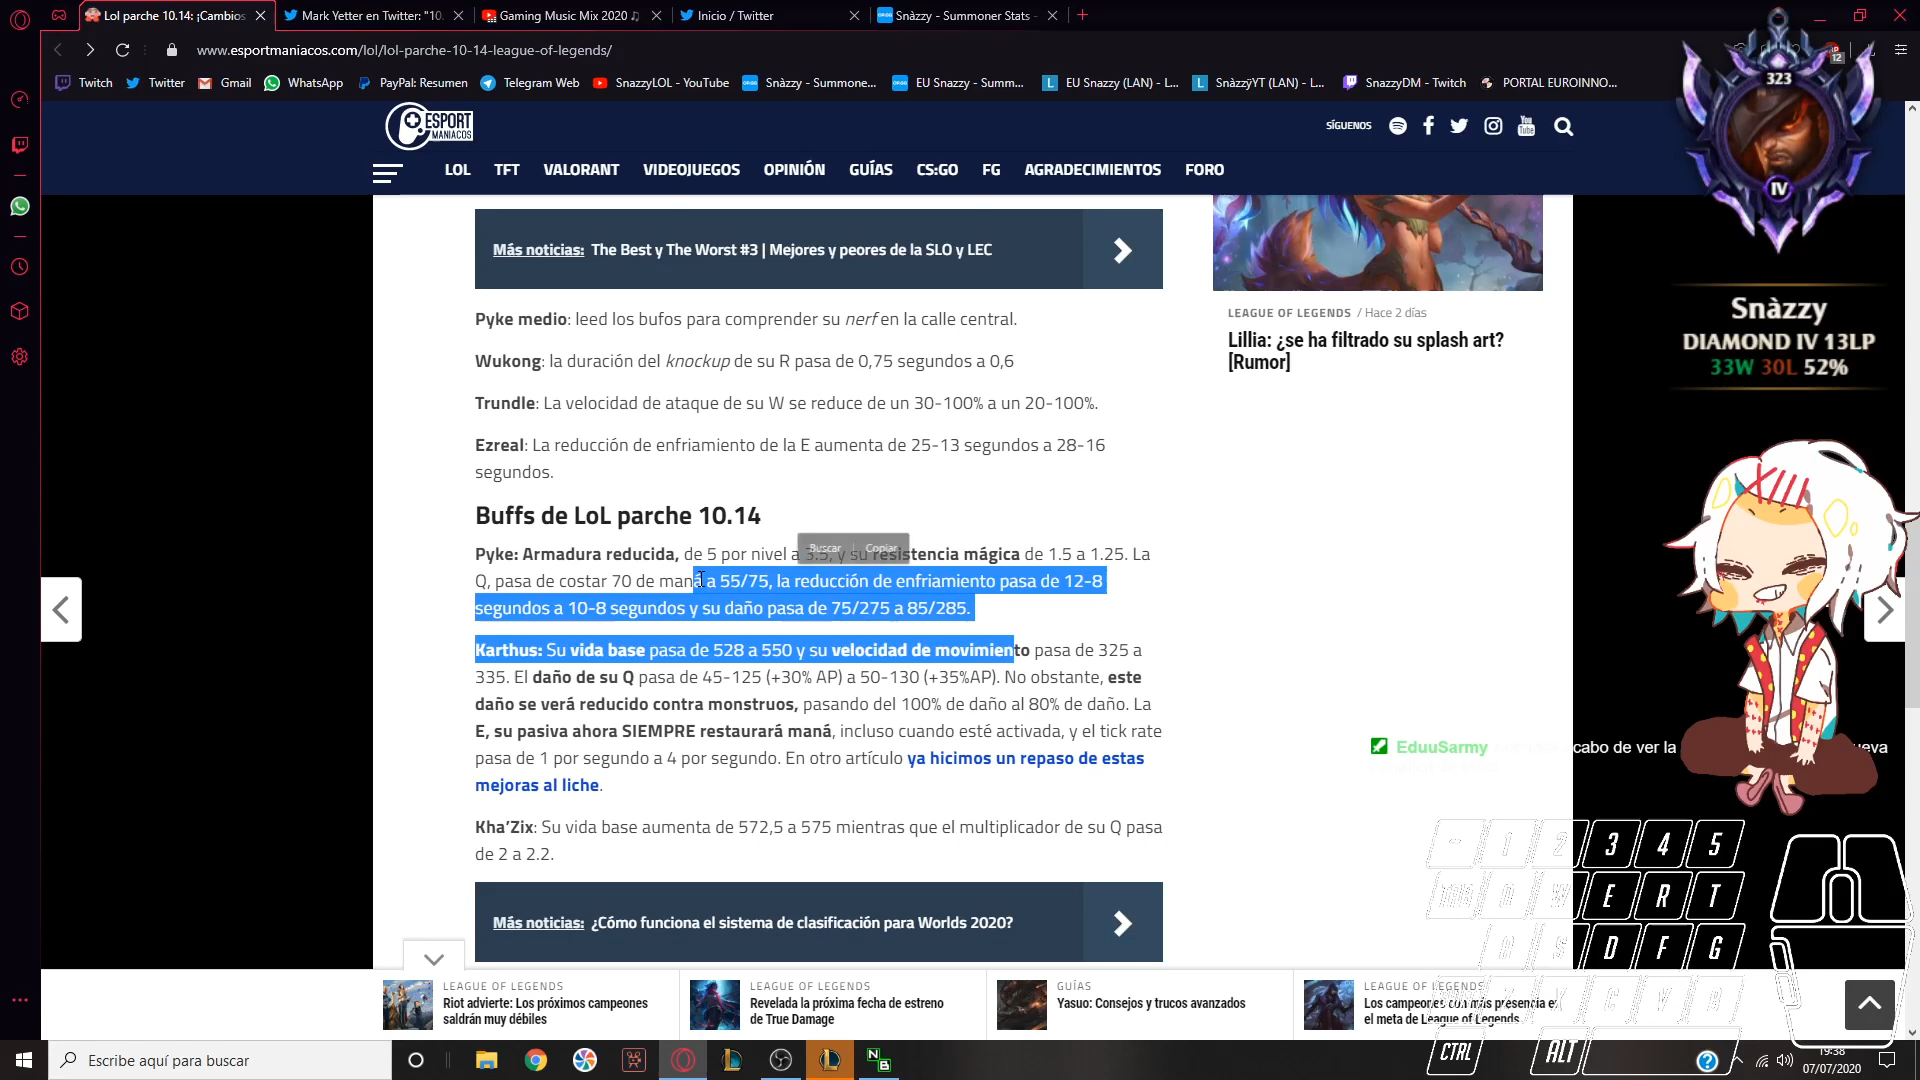 Lol parche 10.14: ¡Cambios
Mark Yetter en Twitter: "10.
Gaming Music Mix 2020 ♫
Inicio / Twitter
Snàzzy - Summoner Stats -
www.esportmaniacos.com/lol/lol-parche-10-14-league-of-legends/
12
Twitch
Twitter
Gmail
WhatsApp
PayPal: Resumen
Telegram Web
SnazzyLOL - YouTube
Snàzzy - Summone...
EU Snazzy - Summ...
EU Snazzy (LAN) - L...
SnàzzÿYT (LAN) - L...
SnazzyDM - Twitch
PORTAL EUROINNO...
323
IV
ESPORT
MANIACOS
SÍGUENOS
LOL
TFT
VALORANT
VIDEOJUEGOS
OPINIÓN
GUÍAS
CS:GO
FG
AGRADECIMIENTOS
FORO
Más noticias: The Best y The Worst #3 | Mejores y peores de la SLO y LEC
Pyke medio: leed los bufos para comprender su nerf en la calle central.
Wukong: la duración del knockup de su R pasa de 0,75 segundos a 0,6
Trundle: La velocidad de ataque de su W se reduce de un 30-100% a un 20-100%.
Ezreal: La reducción de enfriamiento de la E aumenta de 25-13 segundos a 28-16
segundos.
Buffs de LoL parche 10.14
Buscar
Copiar
Pyke: Armadura reducida, de 5 por nivel a 3.5, y su resistencia mágica de 1.5 a 1.25. La
Q, pasa de costar 70 de maná a 55/75, la reducción de enfriamiento pasa de 12-8
segundos a 10-8 segundos y su daño pasa de 75/275 a 85/285.
Karthus: Su vida base pasa de 528 a 550 y su velocidad de movimiento pasa de 325 a
335. El daño de su Q pasa de 45-125 (+30% AP) a 50-130 (+35%AP). No obstante, este
daño se verá reducido contra monstruos, pasando del 100% de daño al 80% de daño. La
E, su pasiva ahora SIEMPRE restaurará maná, incluso cuando esté activada, y el tick rate
pasa de 1 por segundo a 4 por segundo. En otro artículo ya hicimos un repaso de estas
mejoras al liche.
Kha'Zix: Su vida base aumenta de 572,5 a 575 mientras que el multiplicador de su Q pasa
de 2 a 2.2.
Más noticias: ¿Cómo funciona el sistema de clasificación para Worlds 2020?
LEAGUE OF LEGENDS / Hace 2 días
Lillia: ¿se ha filtrado su splash art?
[Rumor]
Snàzzy
DIAMOND IV 13LP
33W 30L 52%
EduuSarmy
cabo de ver la
ueva
LEAGUE OF LEGENDS
Riot advierte: Los próximos campeones
saldrán muy débiles
LEAGUE OF LEGENDS
Revelada la próxima fecha de estreno
de True Damage
GUÍAS
Yasuo: Consejos y trucos avanzados
LEAGUE OF LEGENDS
Los campeones con más presencia en
el meta de League of Legends
1 2 3 4 5
Q W E R T
S D F G
C V
CTRL
ALT
Escribe aquí para buscar
N
B
19:38
07/07/2020